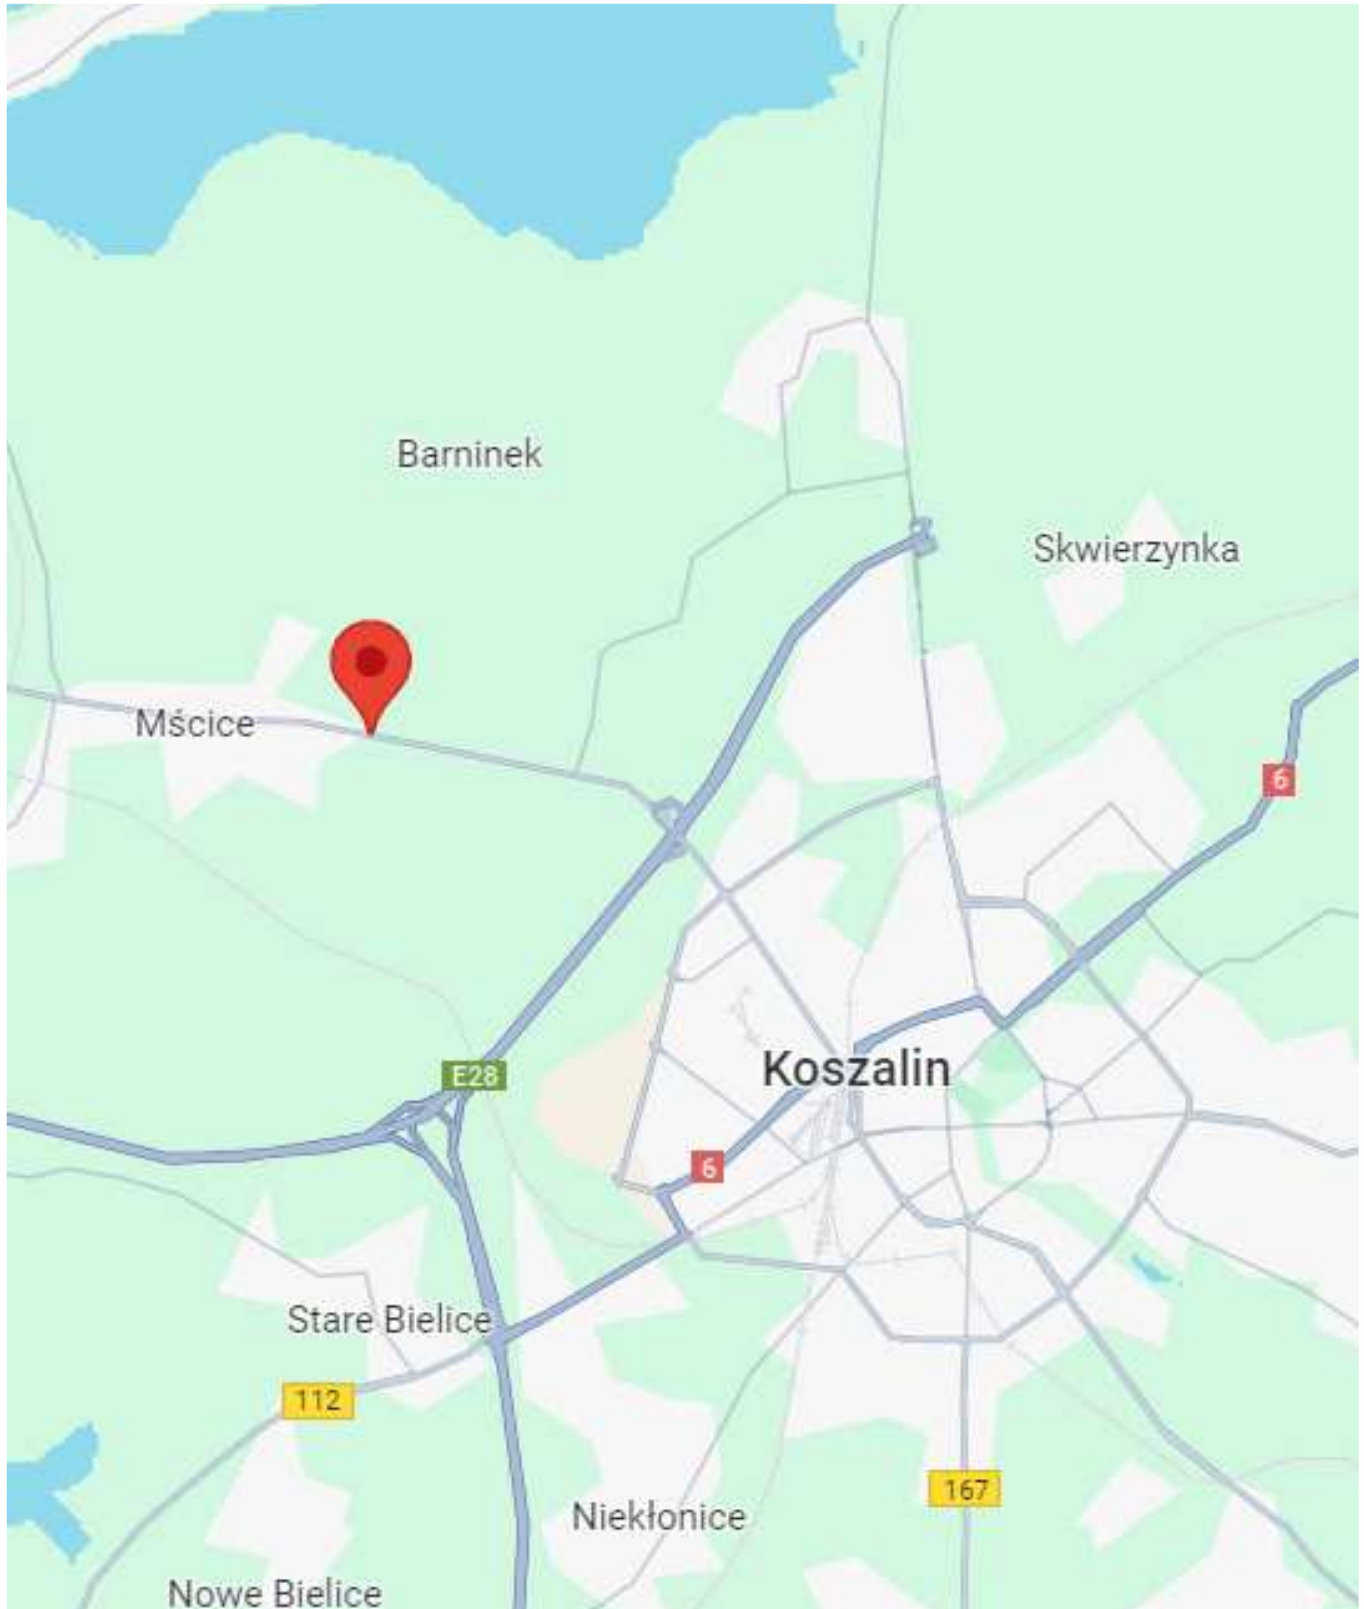 Barninek
Skwierzynka
Mścice
6
E28
Koszalin
6
Stare Bielice
112
167
Niekłonice
Nowe Bielice